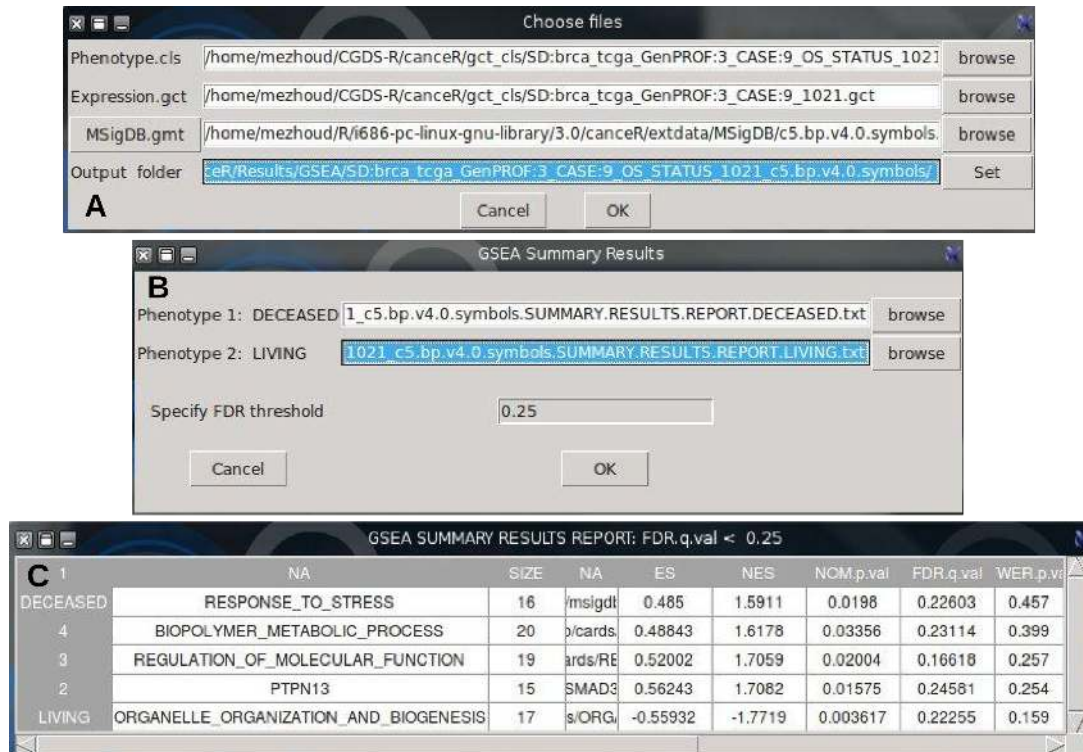 Choose files
Phenotype.cls /home/mezhoud/CGDS-R/canceR/gct_cls/SD:brca_tcga_GenPROF:3_CASE:9_OS_STATUS_1021 browse
Expression.gct /home/mezhoud/CGDS-R/canceR/gct_cls/SD:brca_tcga_GenPROF:3_CASE:9_1021.gct browse
MSigDB.gmt /home/mezhoud/R/i686-pc-linux-gnu-library/3.0/canceR/extdata/MSigDB/c5.bp.v4.0.symbols. browse
Output folder ceR/Results/GSEA/SD:brca_tcga_GenPROF:3_CASE:9_OS_STATUS_1021_c5.bp.v4.0.symbols/ Set
A Cancel OK
GSEA Summary Results
B
Phenotype 1: DECEASED 1_c5.bp.v4.0.symbols.SUMMARY.RESULTS.REPORT.DECEASED.txt browse
Phenotype 2: LIVING 1021_c5.bp.v4.0.symbols.SUMMARY.RESULTS.REPORT.LIVING.txt browse
Specify FDR threshold 0.25
Cancel OK
GSEA SUMMARY RESULTS REPORT: FDR.q.val < 0.25
C 1 NA SIZE NA ES NES NOM.p.val FDR.q.val WER.p.va
DECEASED RESPONSE_TO_STRESS 16 /msigdb 0.485 1.5911 0.0198 0.22603 0.457
4 BIOPOLYMER_METABOLIC_PROCESS 20 o/cards. 0.48843 1.6178 0.03356 0.23114 0.399
3 REGULATION_OF_MOLECULAR_FUNCTION 19 ards/RE 0.52002 1.7059 0.02004 0.16618 0.257
2 PTPN13 15 SMAD3 0.56243 1.7082 0.01575 0.24581 0.254
LIVING ORGANELLE_ORGANIZATION_AND_BIOGENESIS 17 s/ORG -0.55932 -1.7719 0.003617 0.22255 0.159